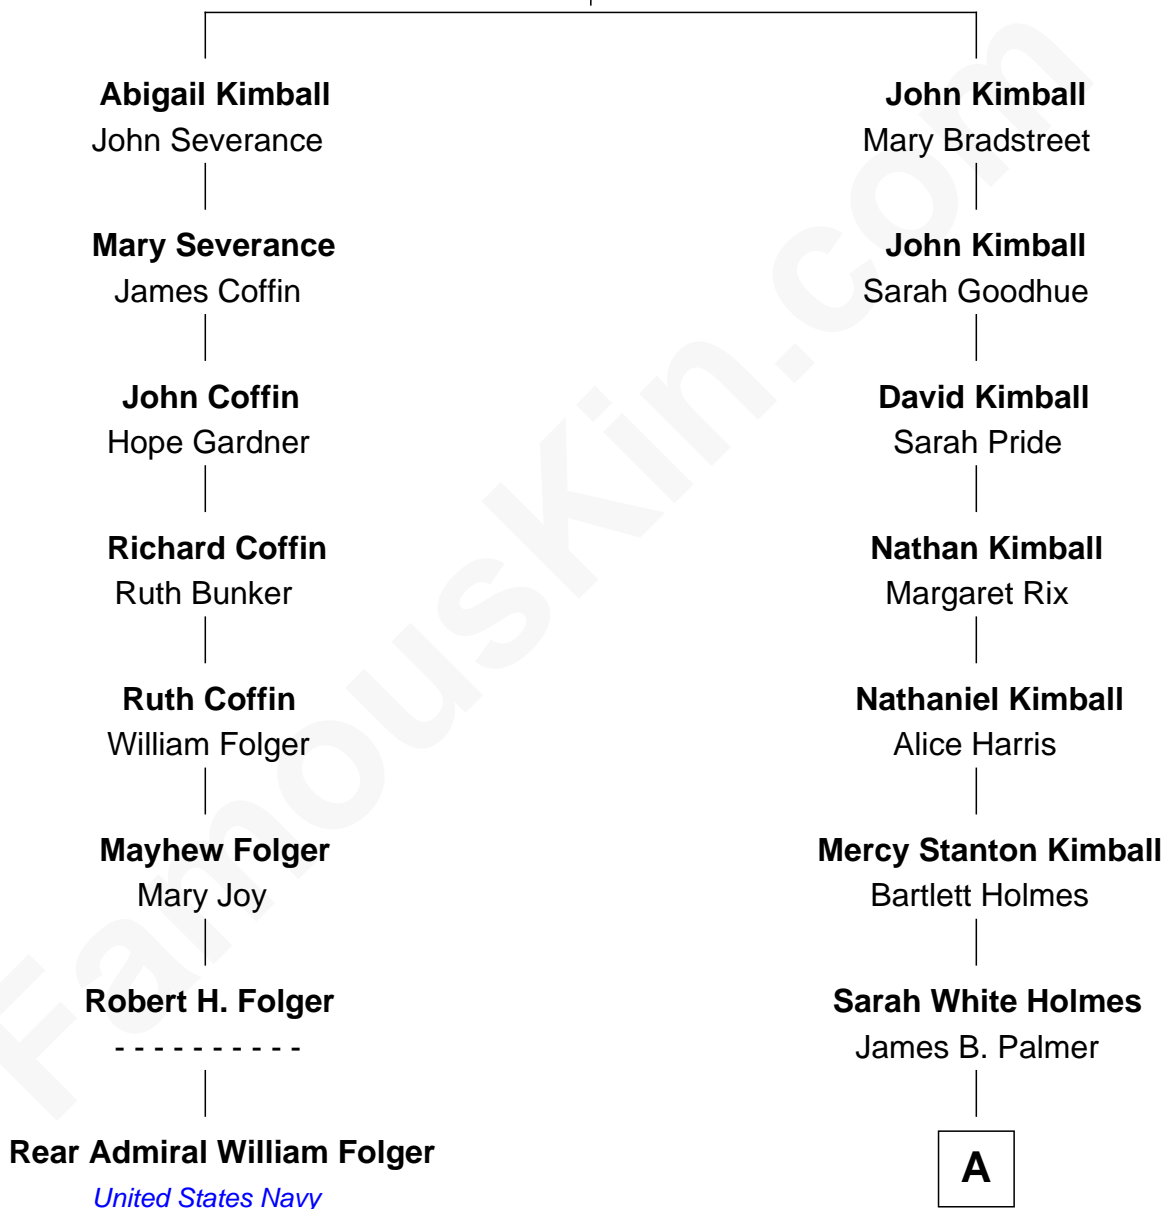 Abigail Kimball
John Severance
Mary Severance
James Coffin
John Coffin
Hope Gardner
Richard Coffin
Ruth Bunker
Ruth Coffin
William Folger
Mayhew Folger
Mary Joy
Robert H. Folger
- - - - - - - - - -
Rear Admiral William Folger
United States Navy
John Kimball
Mary Bradstreet
John Kimball
Sarah Goodhue
David Kimball
Sarah Pride
Nathan Kimball
Margaret Rix
Nathaniel Kimball
Alice Harris
Mercy Stanton Kimball
Bartlett Holmes
Sarah White Holmes
James B. Palmer
A
FamousKin.com